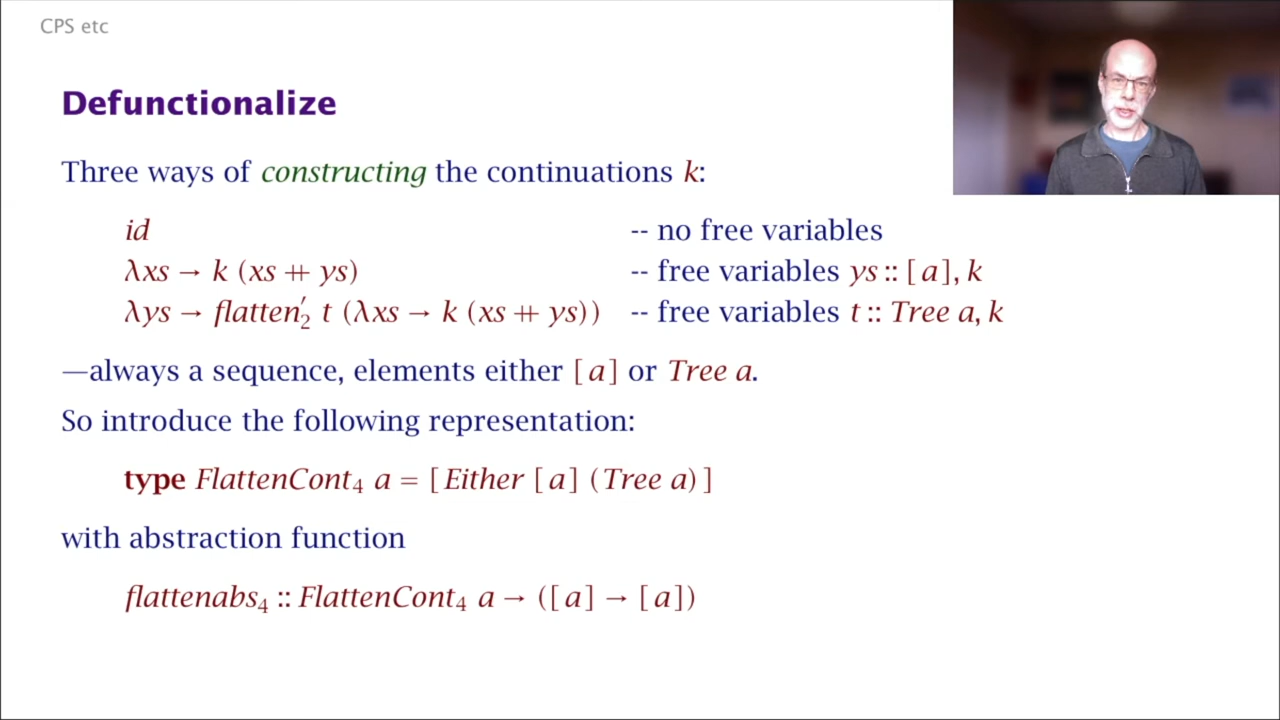 CPS etc
Defunctionalize
Three ways of constructing the continuations k:
id -- no free variables
λxs → k (xs ++ ys) -- free variables ys :: [a], k
λys → flatten′₂ t (λxs → k (xs ++ ys)) -- free variables t :: Tree a, k
—always a sequence, elements either [a] or Tree a.
So introduce the following representation:
type FlattenCont₄ a = [Either [a] (Tree a)]
with abstraction function
flattenabs₄ :: FlattenCont₄ a → ([a] → [a])